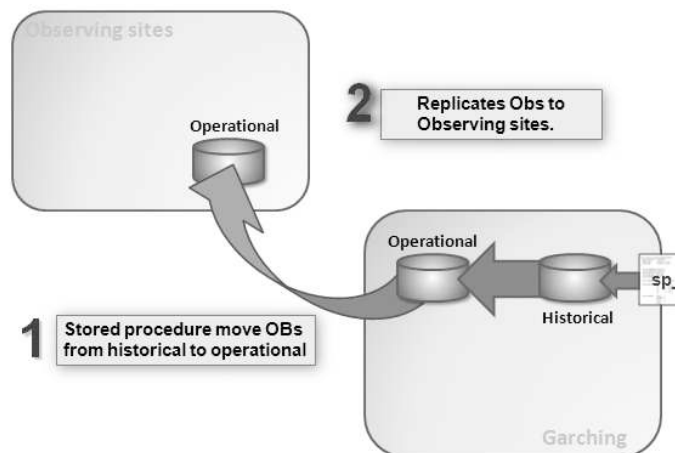 Observing sites
2
Replicates Obs to
Observing sites.
Operational
Operational
sp_
1
Stored procedure move OBs
from historical to operational
Historical
Garching